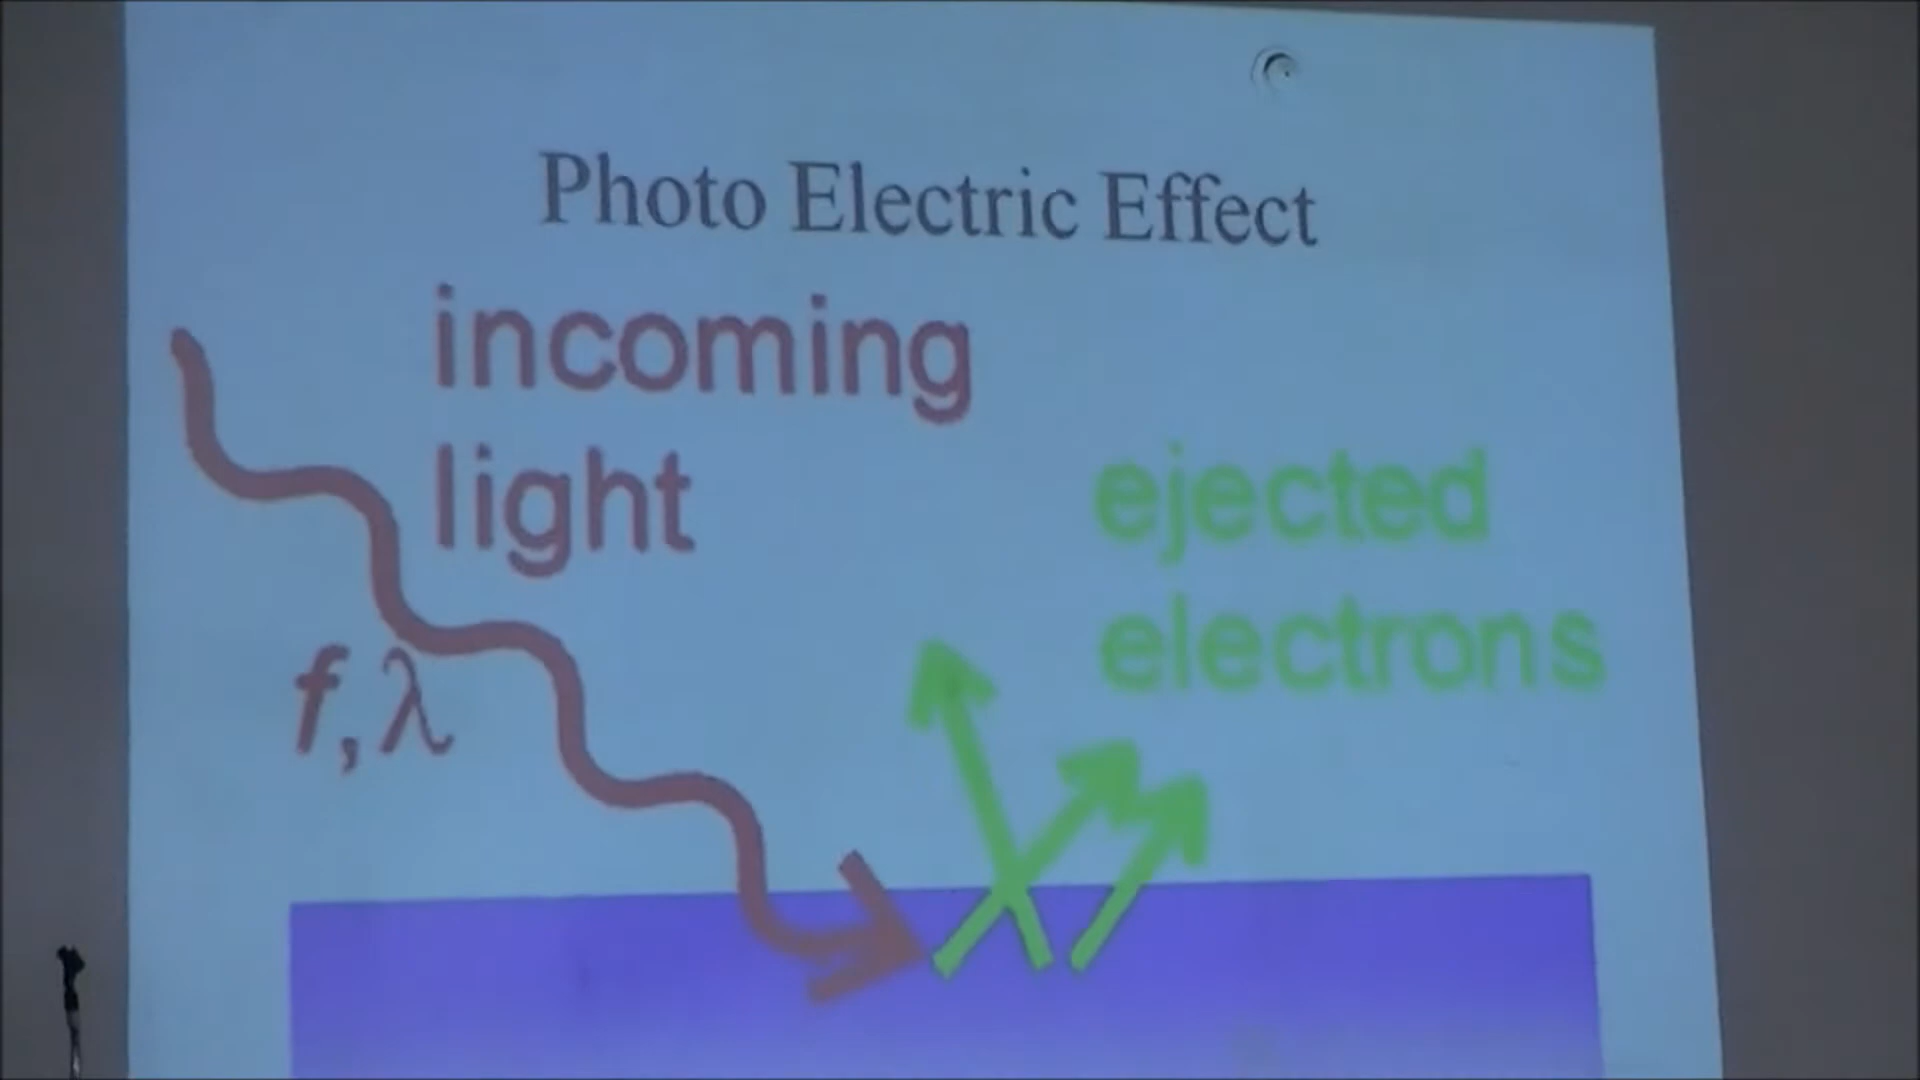 Photo Electric Effect
incoming
light
ejected
electrons
f, λ